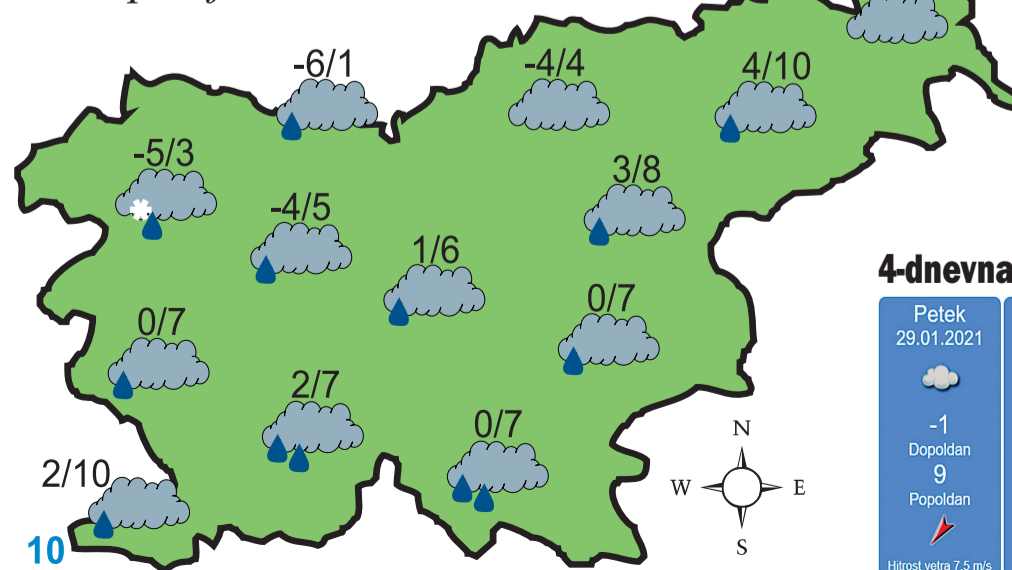 -6/1
-4/4
4/10
-5/3
3/8
-4/5
1/6
0/7
0/7
2/7
0/7
2/10
10
N
W
E
S
4-dnevna
Petek
29.01.2021
-1
Dopoldan
9
Popoldan
Hitrost vetra 7.5 m/s